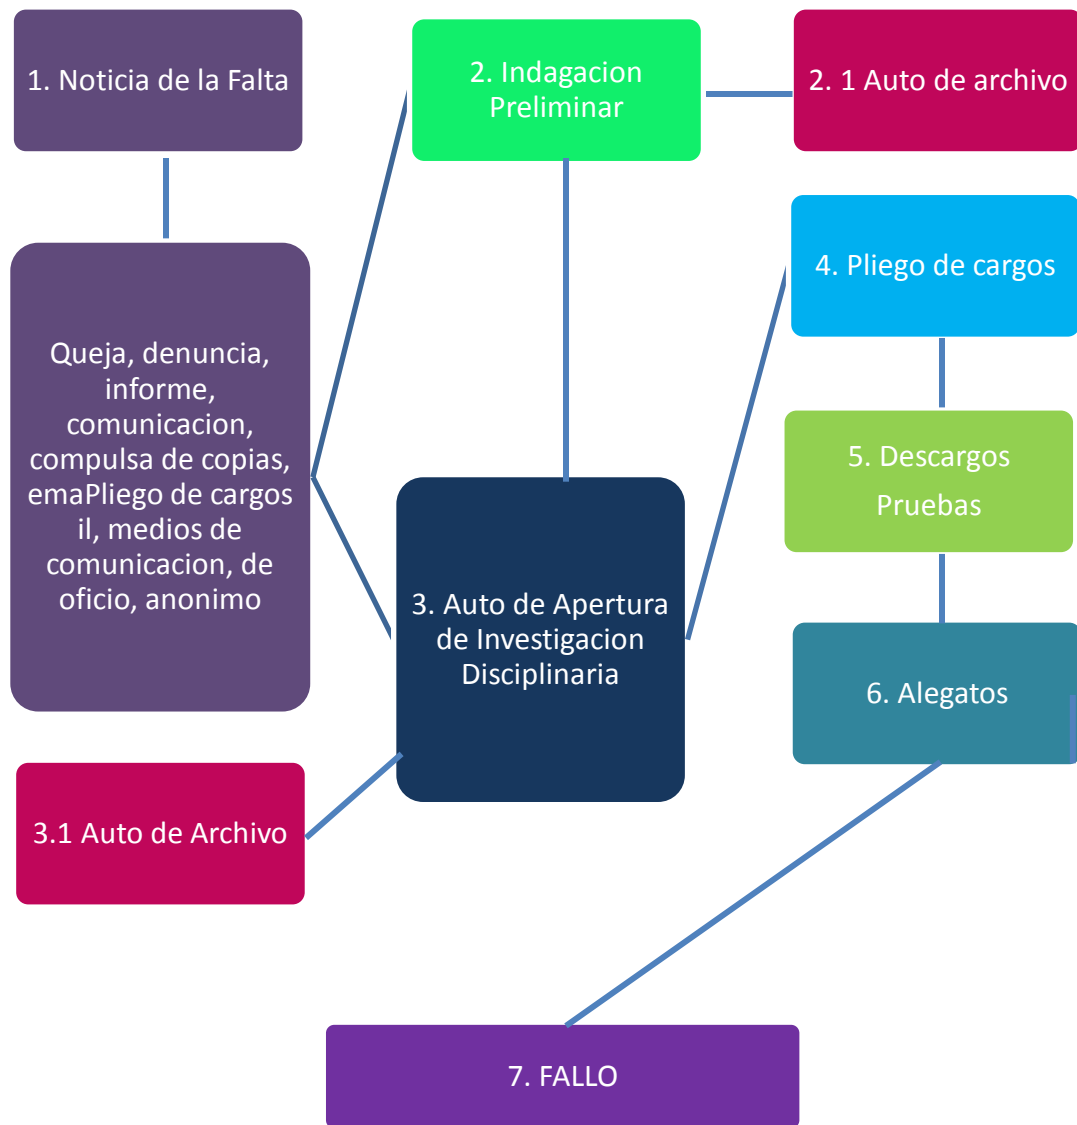 1. Noticia de la Falta
Queja, denuncia,
informe,
comunicacion,
compulsa de copias,
emaPliego de cargos
il, medios de
comunicacion, de
oficio, anonimo
2. Indagacion
Preliminar
2. 1 Auto de archivo
3. Auto de Apertura
de Investigacion
Disciplinaria
3.1 Auto de Archivo
4. Pliego de cargos
5. Descargos
Pruebas
6. Alegatos
7. FALLO